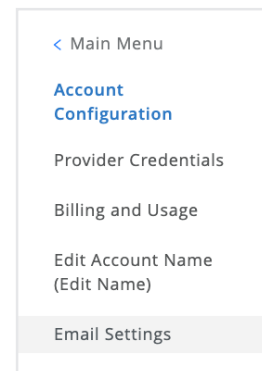 < Main Menu
Account
Configuration
Provider Credentials
Billing and Usage
Edit Account Name
(Edit Name)
Email Settings